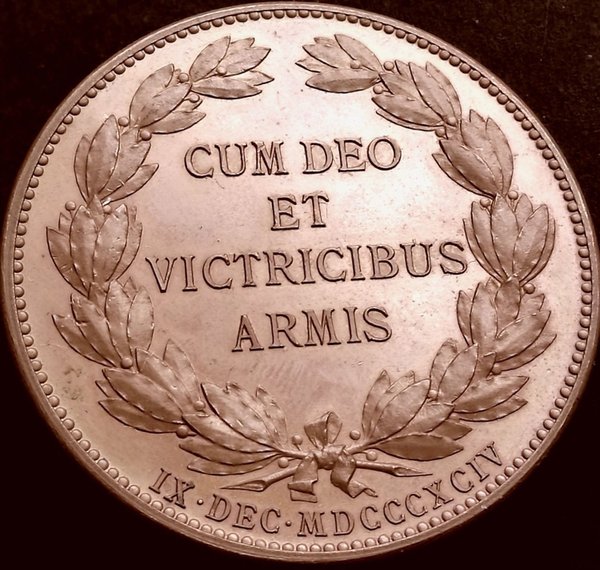 CUM DEO
ET
VICTRICIBUS
ARMIS
IX · DEC · MDCCCXCIV